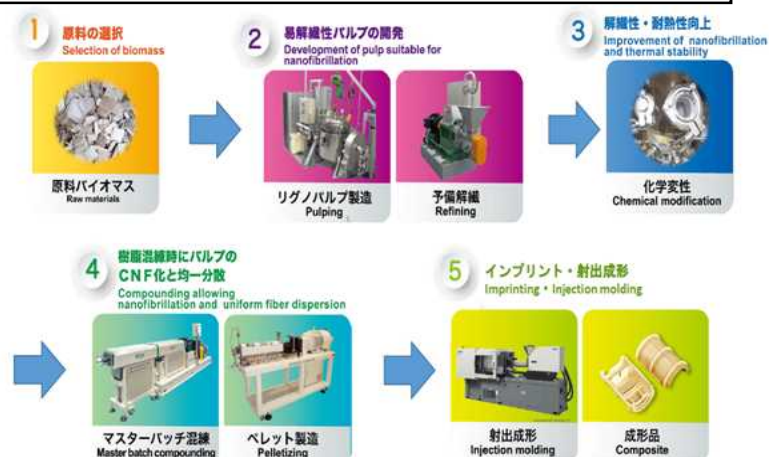 1
原料の選択
Selection of biomass
原料バイオマス
Raw materials
2
易解繊性パルプの開発
Development of pulp suitable for
nanofibrillation
リグノパルプ製造
Pulping
予備解繊
Refining
3
解繊性・耐熱性向上
Improvement of nanofibrillation
and thermal stability
化学変性
Chemical modification
4
樹脂混練時にパルプの
CNF化と均一分散
Compounding allowing
nanofibrillation and uniform fiber dispersion
マスターバッチ混練
Master batch compounding
ペレット製造
Pelletizing
5
インプリント・射出成形
Imprinting・Injection molding
射出成形
Injection molding
成形品
Composite